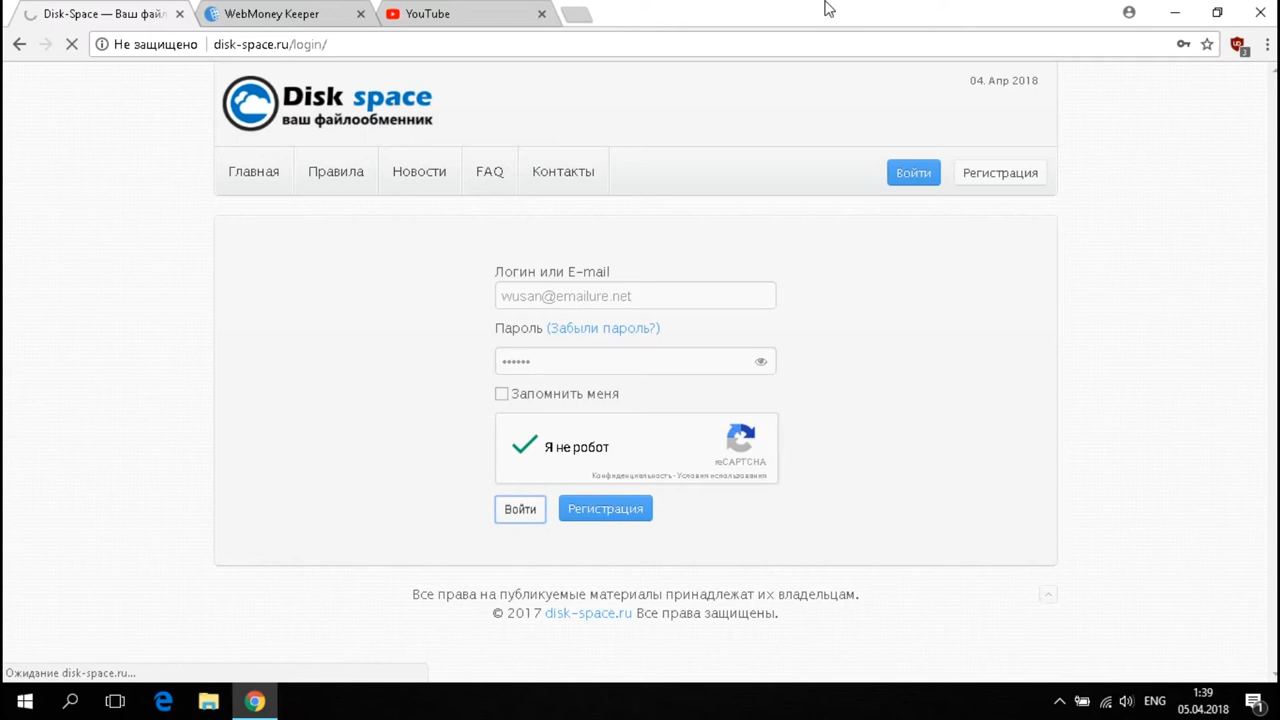 Disk-Space — Ваш файл
WebMoney Keeper
YouTube
Не защищено
disk-space.ru/login/
3
Disk space
ваш файлообменник
04. Апр 2018
Главная
Правила
Новости
FAQ
Контакты
Войти
Регистрация
Логин или E-mail
wusan@emailure.net
Пароль (Забыли пароль?)
••••••
Запомнить меня
Я не робот
reCAPTCHA
Конфиденциальность - Условия использования
Войти
Регистрация
Все права на публикуемые материалы принадлежат их владельцам.
© 2017 disk-space.ru Все права защищены.
Ожидание disk-space.ru...
ENG
1:39
05.04.2018
1